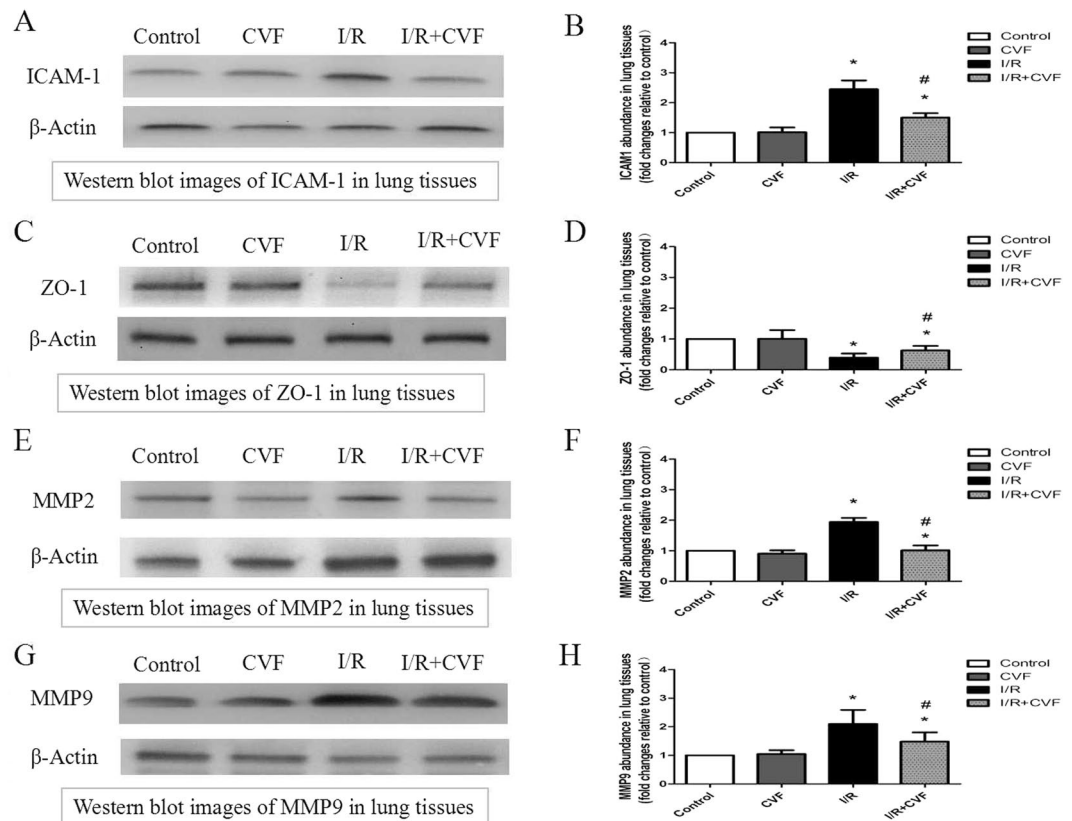 A
Control CVF I/R I/R+CVF
ICAM-1
β-Actin
Western blot images of ICAM-1 in lung tissues
B
ICAM1 abundance in lung tissues
(fold changes relative to control)
4
3
2
1
0
*
#
*
Control CVF I/R I/R+CVF
Control
CVF
I/R
I/R+CVF
C
Control CVF I/R I/R+CVF
ZO-1
β-Actin
Western blot images of ZO-1 in lung tissues
D
ZO-1 abundance in lung tissues
(fold changes relative to control)
4
3
2
1
0
*
#
*
Control CVF I/R I/R+CVF
Control
CVF
I/R
I/R+CVF
E
Control CVF I/R I/R+CVF
MMP2
β-Actin
Western blot images of MMP2 in lung tissues
F
MMP2 abundance in lung tissues
(fold changes relative to control)
4
3
2
1
0
*
#
*
Control CVF I/R I/R+CVF
Control
CVF
I/R
I/R+CVF
G
Control CVF I/R I/R+CVF
MMP9
β-Actin
Western blot images of MMP9 in lung tissues
H
MMP9 abundance in lung tissues
(fold changes relative to control)
4
3
2
1
0
*
#
*
Control CVF I/R I/R+CVF
Control
CVF
I/R
I/R+CVF